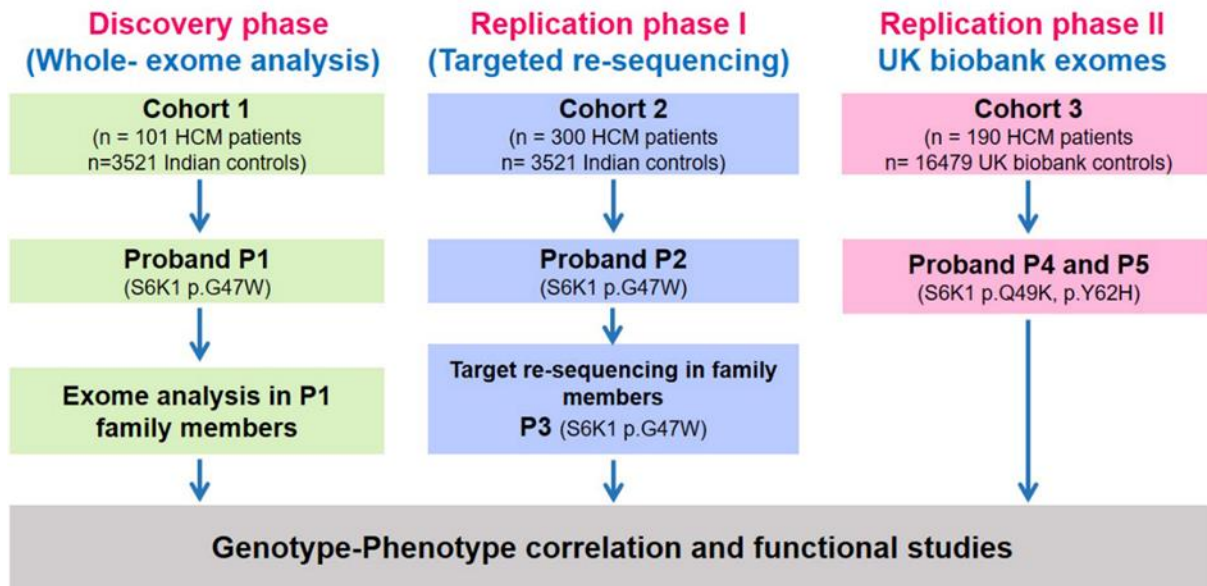 Discovery phase
(Whole- exome analysis)
Cohort 1
(n = 101 HCM patients
n=3521 Indian controls)
Proband P1
(S6K1 p.G47W)
Exome analysis in P1
family members
Replication phase I
(Targeted re-sequencing)
Cohort 2
(n = 300 HCM patients
n= 3521 Indian controls)
Proband P2
(S6K1 p.G47W)
Target re-sequencing in family
members
P3 (S6K1 p.G47W)
Replication phase II
UK biobank exomes
Cohort 3
(n = 190 HCM patients
n= 16479 UK biobank controls)
Proband P4 and P5
(S6K1 p.Q49K, p.Y62H)
Genotype-Phenotype correlation and functional studies